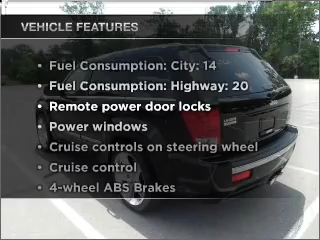 VEHICLE FEATURES
• Fuel Consumption: City: 14
• Fuel Consumption: Highway: 20
• Remote power door locks
• Power windows
• Cruise controls on steering wheel
• Cruise control
• 4-wheel ABS Brakes